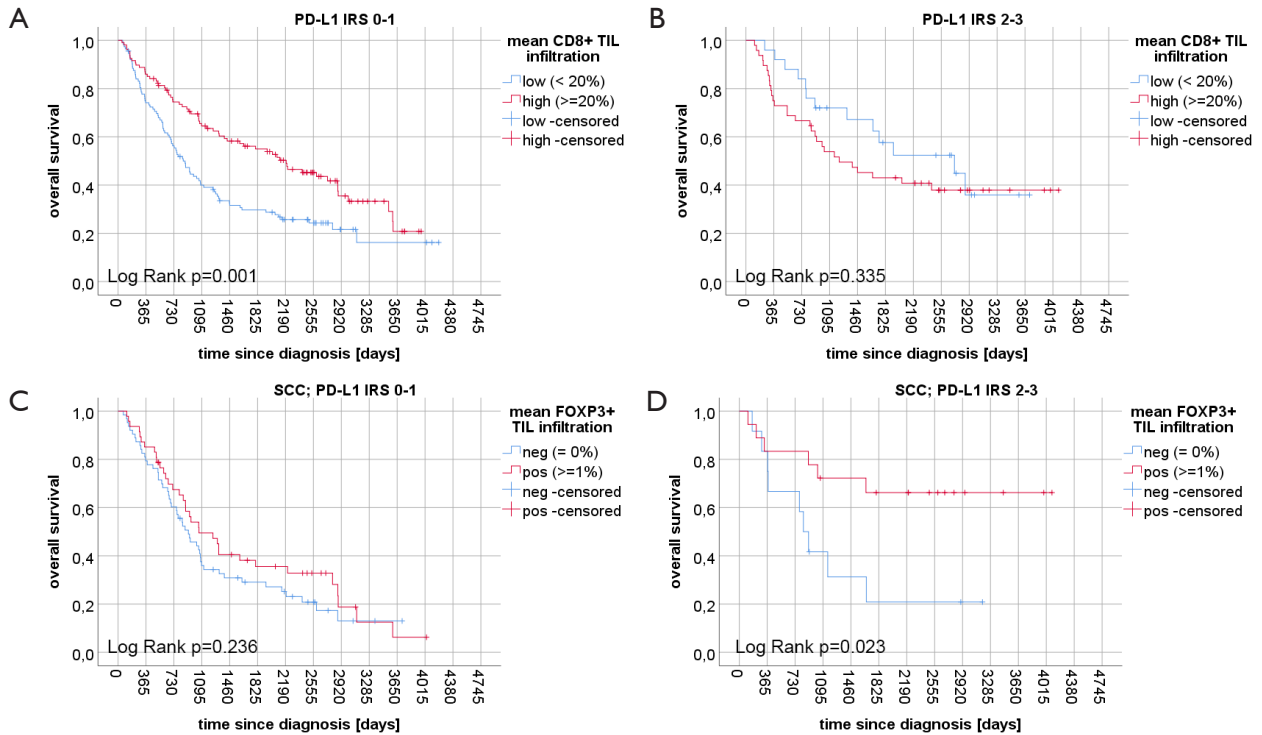 A
PD-L1 IRS 0-1
overall survival
1,0
0,8
0,6
0,4
0,2
0,0
Log Rank p=0.001
0 365 730 1095 1460 1825 2190 2555 2920 3285 3650 4015 4380 4745
time since diagnosis [days]
mean CD8+ TIL
infiltration
low (< 20%)
high (>=20%)
low -censored
high -censored
B
PD-L1 IRS 2-3
overall survival
1,0
0,8
0,6
0,4
0,2
0,0
Log Rank p=0.335
0 365 730 1095 1460 1825 2190 2555 2920 3285 3650 4015 4380 4745
time since diagnosis [days]
mean CD8+ TIL
infiltration
low (< 20%)
high (>=20%)
low -censored
high -censored
C
SCC; PD-L1 IRS 0-1
overall survival
1,0
0,8
0,6
0,4
0,2
0,0
Log Rank p=0.236
0 365 730 1095 1460 1825 2190 2555 2920 3285 3650 4015 4380 4745
time since diagnosis [days]
mean FOXP3+
TIL infiltration
neg (= 0%)
pos (>=1%)
neg -censored
pos -censored
D
SCC; PD-L1 IRS 2-3
overall survival
1,0
0,8
0,6
0,4
0,2
0,0
Log Rank p=0.023
0 365 730 1095 1460 1825 2190 2555 2920 3285 3650 4015 4380 4745
time since diagnosis [days]
mean FOXP3+
TIL infiltration
neg (= 0%)
pos (>=1%)
neg -censored
pos -censored